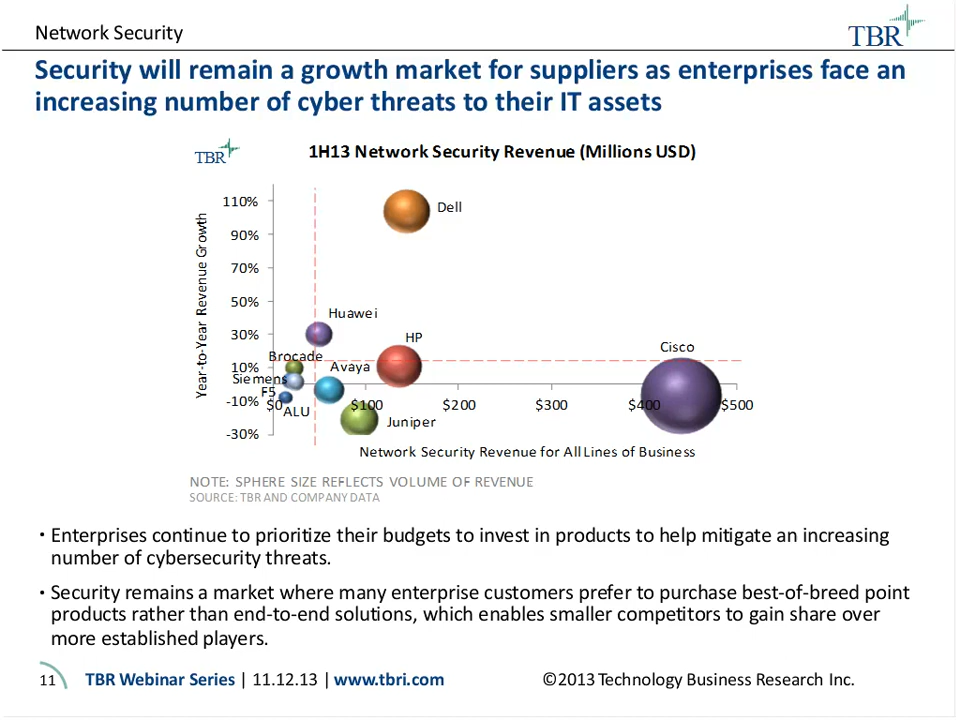 Network Security
TBR
Security will remain a growth market for suppliers as enterprises face an
increasing number of cyber threats to their IT assets
TBR
1H13 Network Security Revenue (Millions USD)
Year-to-Year Revenue Growth
110%
90%
70%
50%
30%
10%
-10%
-30%
Dell
Huawei
HP
Cisco
Brocade
Avaya
Siemens
F5
ALU
Juniper
$0
$100
$200
$300
$400
$500
Network Security Revenue for All Lines of Business
NOTE: SPHERE SIZE REFLECTS VOLUME OF REVENUE
SOURCE: TBR AND COMPANY DATA
• Enterprises continue to prioritize their budgets to invest in products to help mitigate an increasing
number of cybersecurity threats.
• Security remains a market where many enterprise customers prefer to purchase best-of-breed point
products rather than end-to-end solutions, which enables smaller competitors to gain share over
more established players.
11 TBR Webinar Series | 11.12.13 | www.tbri.com ©2013 Technology Business Research Inc.